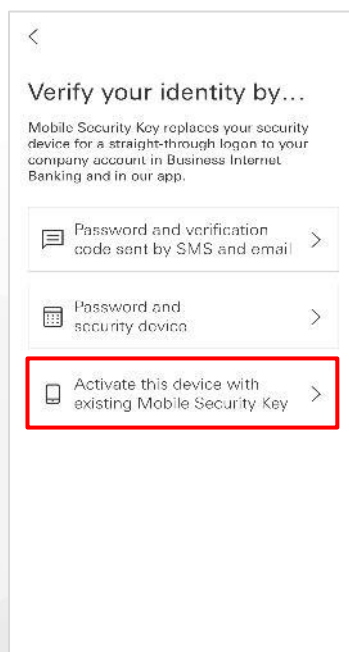 Verify your identity by...
Mobile Security Key replaces your security
device for a straight-through logon to your
company account in Business Internet
Banking and in our app.
Password and verification
code sent by SMS and email
Password and
security device
Activate this device with
existing Mobile Security Key